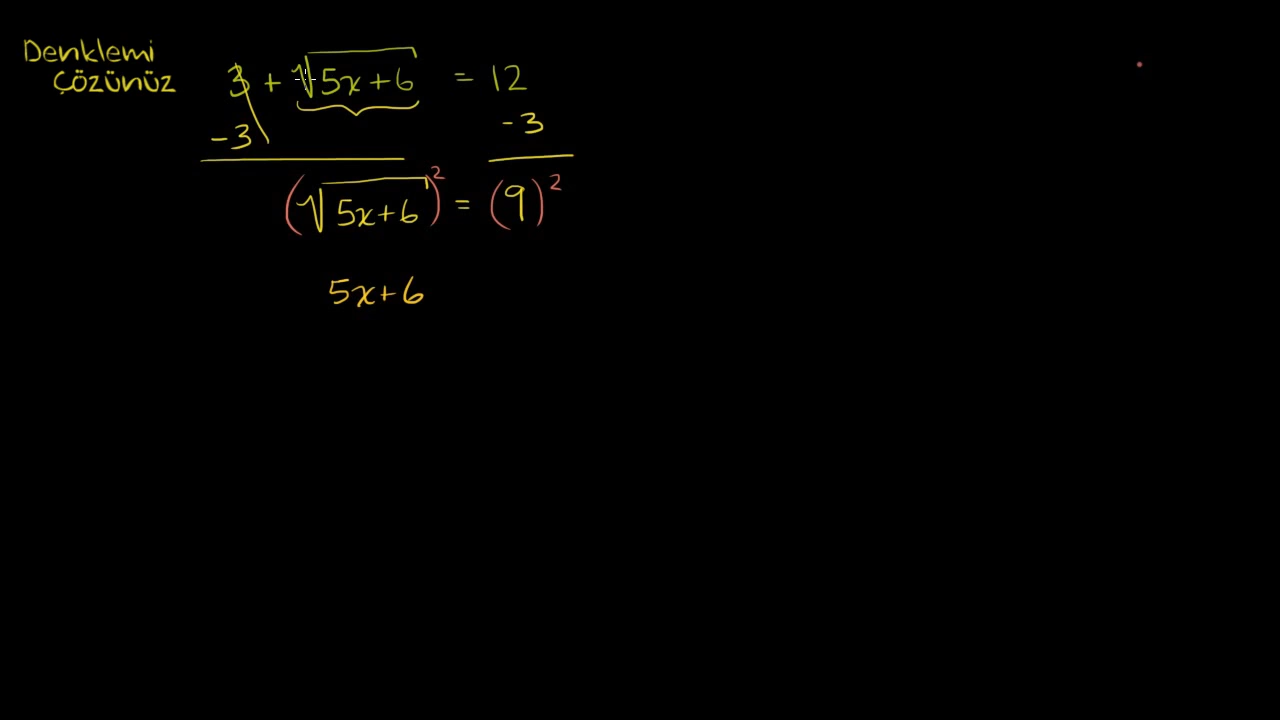 Denklemi
Çözünüz
3 + √5x+6 = 12
-3 -3
(√5x+6)² = (9)²
5x+6